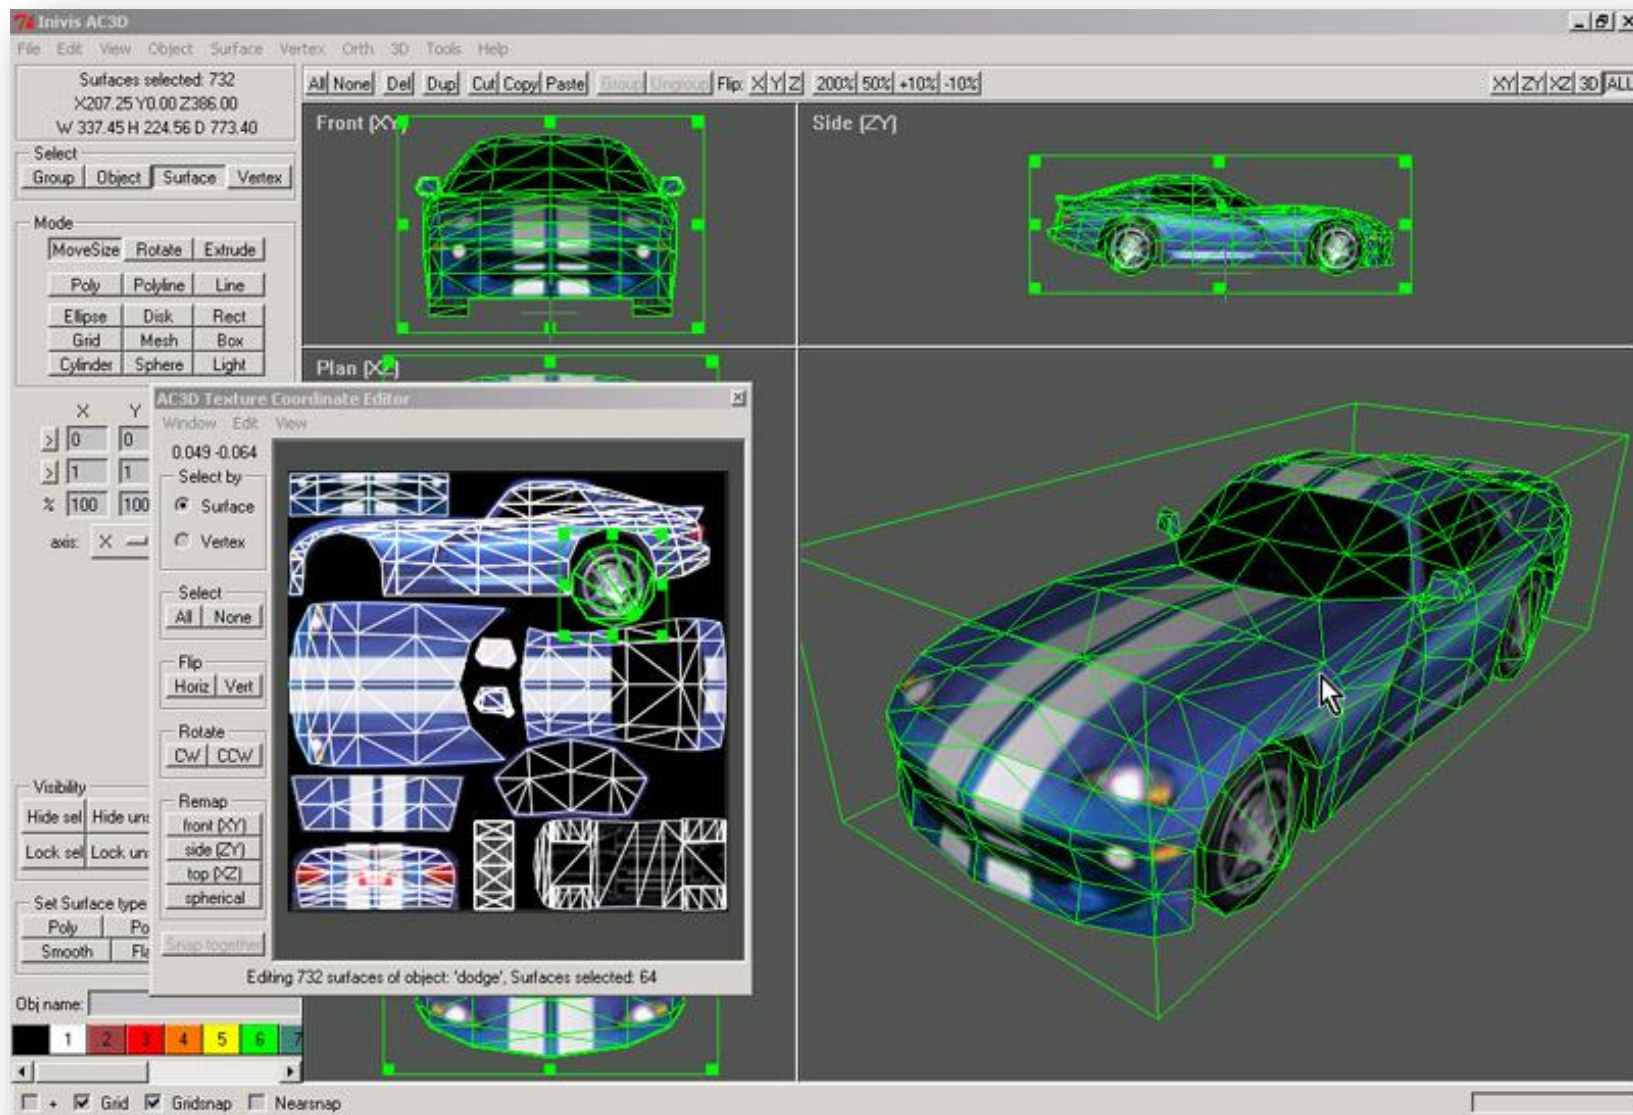 Inivis AC3D
File Edit View Object Surface Vertex Orth 3D Tools Help
Surfaces selected: 732
X207.25 Y0.00 Z386.00
W 337.45 H 224.56 D 773.40
All None Del Dup Cut Copy Paste Group Ungroup Flip: X Y Z 200% 50% +10% -10% XY ZY XZ 3D ALL
Select
Group Object Surface Vertex
Mode
MoveSize Rotate Extrude
Poly Polyline Line
Ellipse Disk Rect
Grid Mesh Box
Cylinder Sphere Light
Front (XY)
Side (ZY)
Plan (XZ)
X Y
> 0 0
> 1 1
% 100 100
axis: X
AC3D Texture Coordinate Editor
Window Edit View
0.049 -0.064
Select by
Surface
Vertex
Select
All None
Flip
Horiz Vert
Rotate
CW CCW
Remap
front (XY)
side (ZY)
top (XZ)
spherical
Snap together
Editing 732 surfaces of object: 'dodge', Surfaces selected: 64
Visibility
Hide sel Hide uns
Lock sel Lock un
Set Surface type
Poly Po
Smooth Fla
Obj name:
1 2 3 4 5 6 7
+ Grid Gridsnap Nearsnap